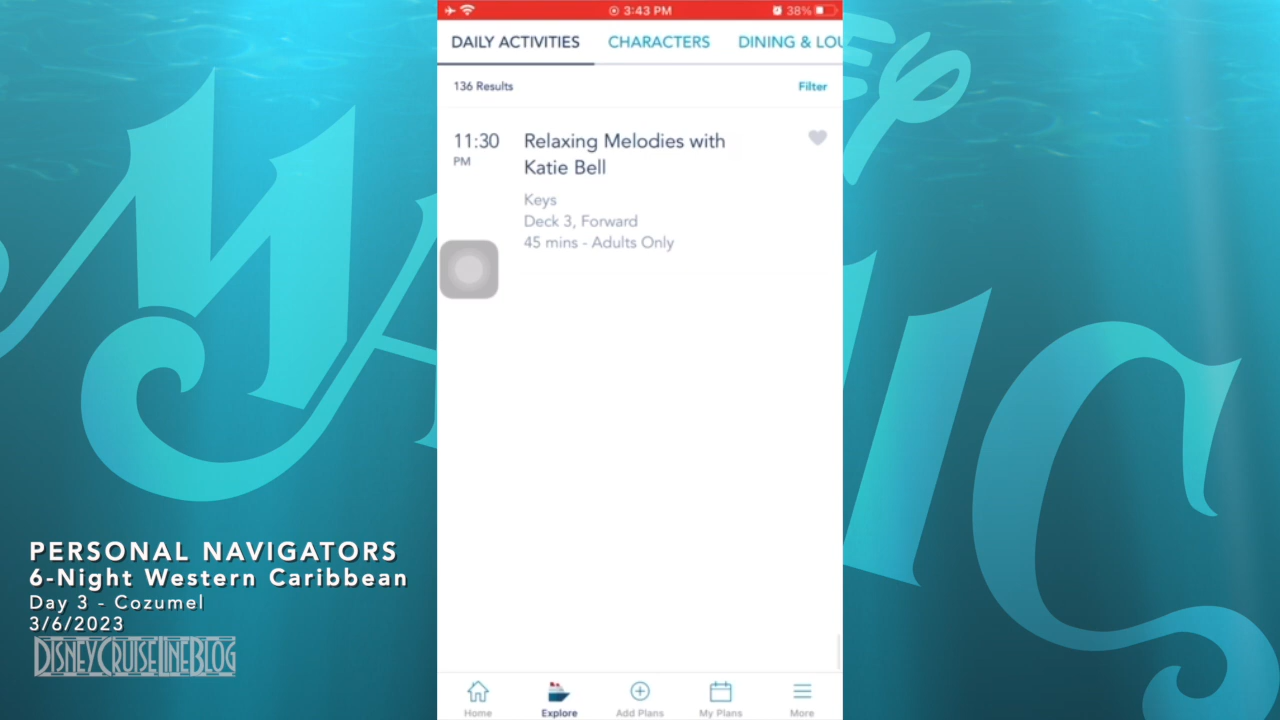 3:43 PM
38%
DAILY ACTIVITIES
CHARACTERS
DINING & LOU
136 Results
Filter
11:30
PM
Relaxing Melodies with
Katie Bell
Keys
Deck 3, Forward
45 mins - Adults Only
Home
Explore
Add Plans
My Plans
More
PERSONAL NAVIGATORS
6-Night Western Caribbean
Day 3 - Cozumel
3/6/2023
DISNEYCRUISELINEBLOG